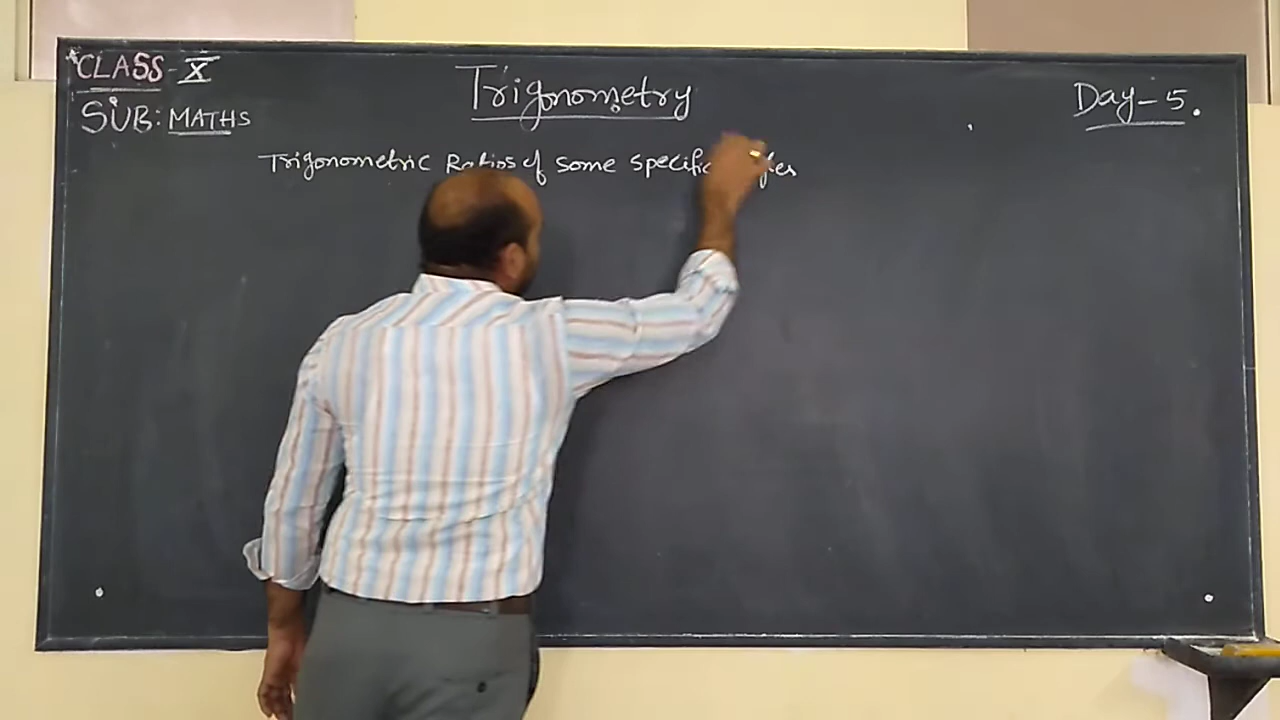 CLASS - X
Trigonometry
Day - 5.
SUB: MATHS
Trigonometric Ratios of some specific